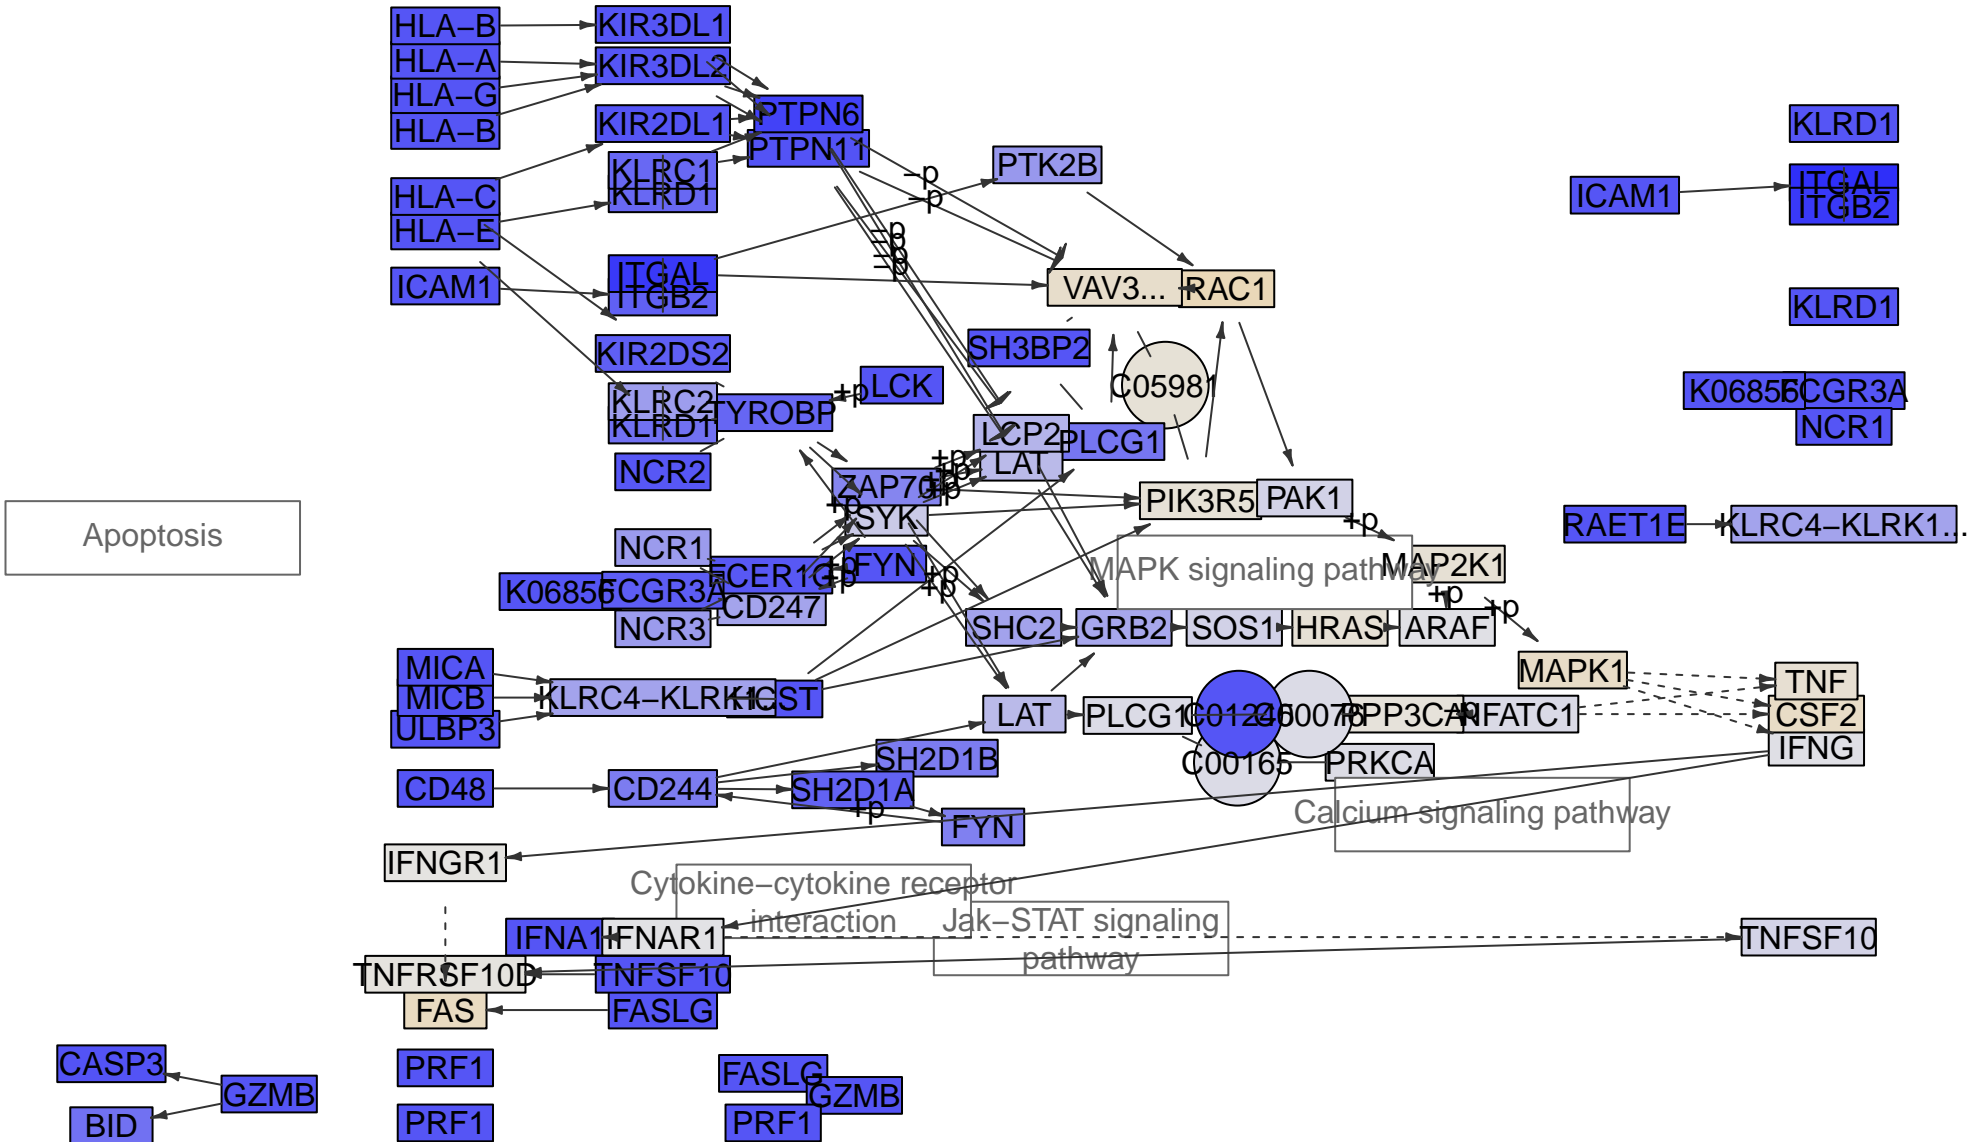 HLA−B
KIR3DL1
HLA−A
KIR3DL2
HLA−G
HLA−B
PTPN6
KIR2DL1
KLRD1
PTPN11
KLRC1
PTK2B
−p
ITGAL
ICAM1
HLA−C
KLRD1
−p
ITGB2
HLA−E
−p
−p
−p
−p
ITGAL
ICAM1
ITGB2
VAV3...
RAC1
KLRD1
KIR2DS2
SH3BP2
C05981
+p
LCK
KLRC2
TYROBP
K06856
FCGR3A
KLRD1
LCP2
PLCG1
NCR1
NCR2
+p
+p
LAT
ZAP70
+p
+p
PIK3R5
PAK1
+p
SYK
+p
RAET1E
KLRC4−KLRK1...
Apoptosis
NCR1
FYN
+p
MAPK signaling pathway
MAP2K1
K06856
FCGR3A
FCER1G
+p
+p
+p
CD247
+p
+p
NCR3
SHC2
GRB2
SOS1
HRAS
ARAF
MICA
MAPK1
TNF
MICB
KLRC4−KLRK1...
HCST
ULBP3
LAT
PLCG1
C01245
C00076
PPP3CA
−p
NFATC1
CSF2
IFNG
SH2D1B
C00165
PRKCA
CD48
CD244
SH2D1A
+p
Calcium signaling pathway
FYN
IFNGR1
Cytokine−cytokine receptor
interaction
Jak−STAT signaling
pathway
IFNA1
IFNAR1
TNFSF10
TNFRSF10D
TNFSF10
FAS
FASLG
CASP3
PRF1
FASLG
GZMB
GZMB
BID
PRF1
PRF1